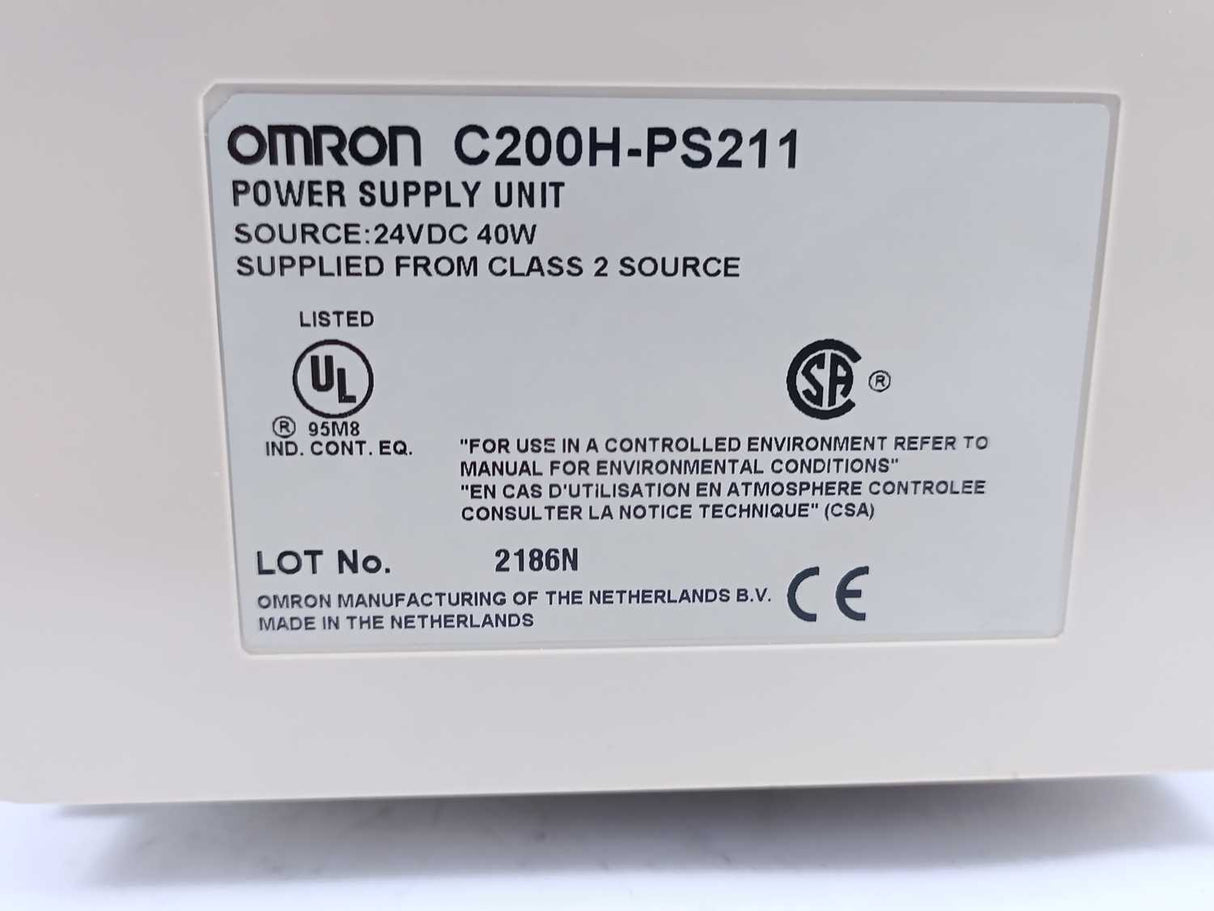 OMRON C200H-PS211
POWER SUPPLY UNIT
SOURCE:24VDC 40W
SUPPLIED FROM CLASS 2 SOURCE
LISTED
UL
® 95M8
IND. CONT. EQ.
SA ®
"FOR USE IN A CONTROLLED ENVIRONMENT REFER TO
MANUAL FOR ENVIRONMENTAL CONDITIONS"
"EN CAS D'UTILISATION EN ATMOSPHERE CONTROLEE
CONSULTER LA NOTICE TECHNIQUE" (CSA)
LOT No. 2186N
OMRON MANUFACTURING OF THE NETHERLANDS B.V.
MADE IN THE NETHERLANDS
CE